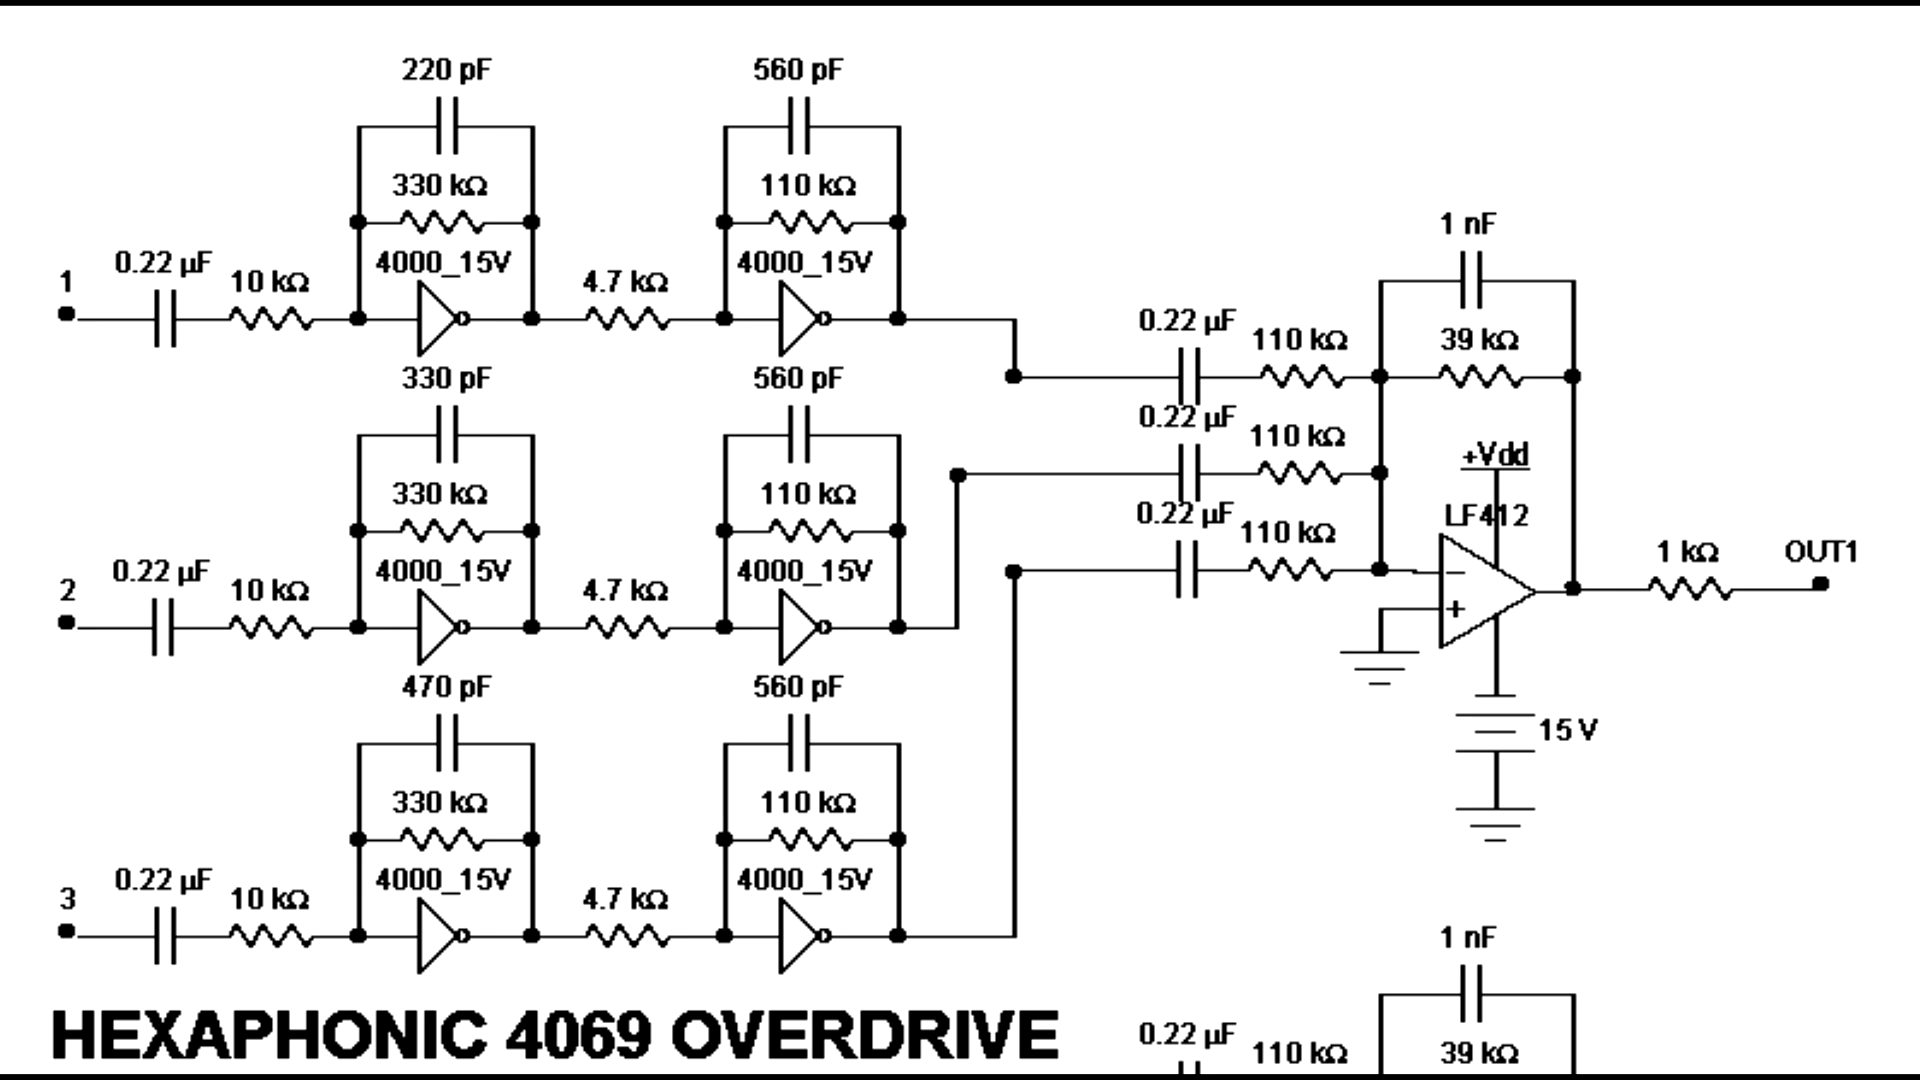 220 pF 560 pF
330 kΩ 110 kΩ
1 nF
1 0.22 µF 10 kΩ 4000_15V 4.7 kΩ 4000_15V
0.22 µF 110 kΩ 39 kΩ
330 pF 560 pF
0.22 µF 110 kΩ
+Vdd
330 kΩ 110 kΩ
0.22 µF 110 kΩ LF412
- 
1 kΩ OUT1
2 0.22 µF 10 kΩ 4000_15V 4.7 kΩ 4000_15V
+
470 pF 560 pF
15 V
330 kΩ 110 kΩ
3 0.22 µF 10 kΩ 4000_15V 4.7 kΩ 4000_15V
1 nF
HEXAPHONIC 4069 OVERDRIVE
0.22 µF 110 kΩ 39 kΩ